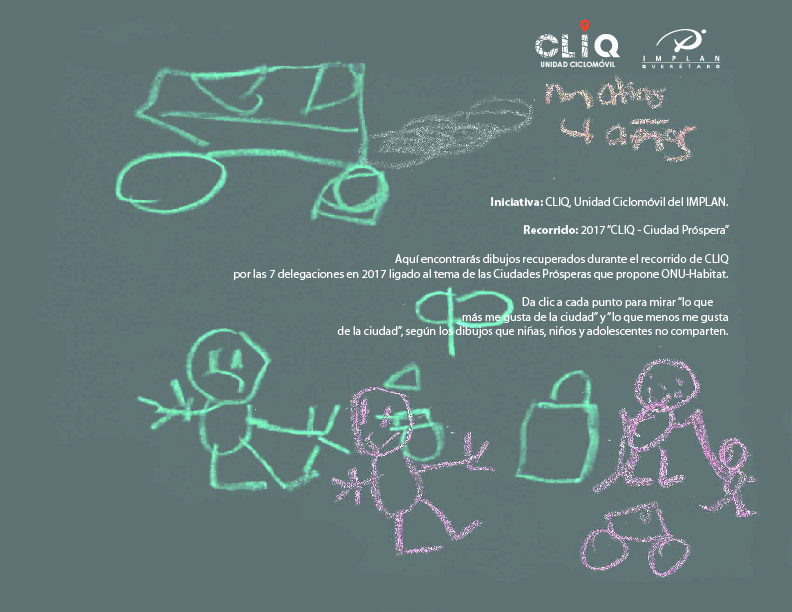 CLIQ
UNIDAD CICLOMÓVIL
IMPLAN
QUERÉTARO
4 años
Iniciativa: CLIQ, Unidad Ciclomóvil del IMPLAN.
Recorrido: 2017 “CLIQ - Ciudad Próspera”
Aquí encontrarás dibujos recuperados durante el recorrido de CLIQ
por las 7 delegaciones en 2017 ligado al tema de las Ciudades Prósperas que propone ONU-Habitat.
Da clic a cada punto para mirar “lo que
más me gusta de la ciudad” y “lo que menos me gusta
de la ciudad”, según los dibujos que niñas, niños y adolescentes no comparten.